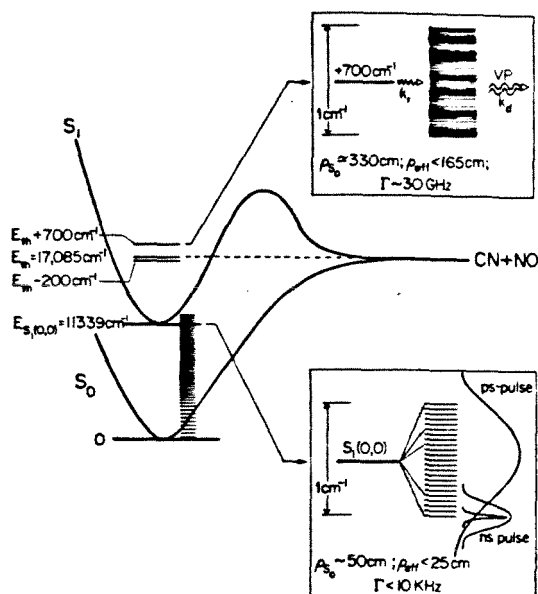 +700cm⁻¹
k_r
VP
k_d
1cm⁻¹
ρ_S₀ ≃ 330cm; ρ_eff < 165cm;
Γ ~ 30 GHz
S₁
E_th + 700cm⁻¹
E_th = 17,085cm⁻¹
E_th − 200cm⁻¹
CN + NO
E_S₁(0,0) = 11339cm⁻¹
S₀
0
ps-pulse
S₁(0,0)
1cm⁻¹
ns pulse
ρ_S₀ ~ 50cm; ρ_eff < 25cm
Γ < 10 KHz